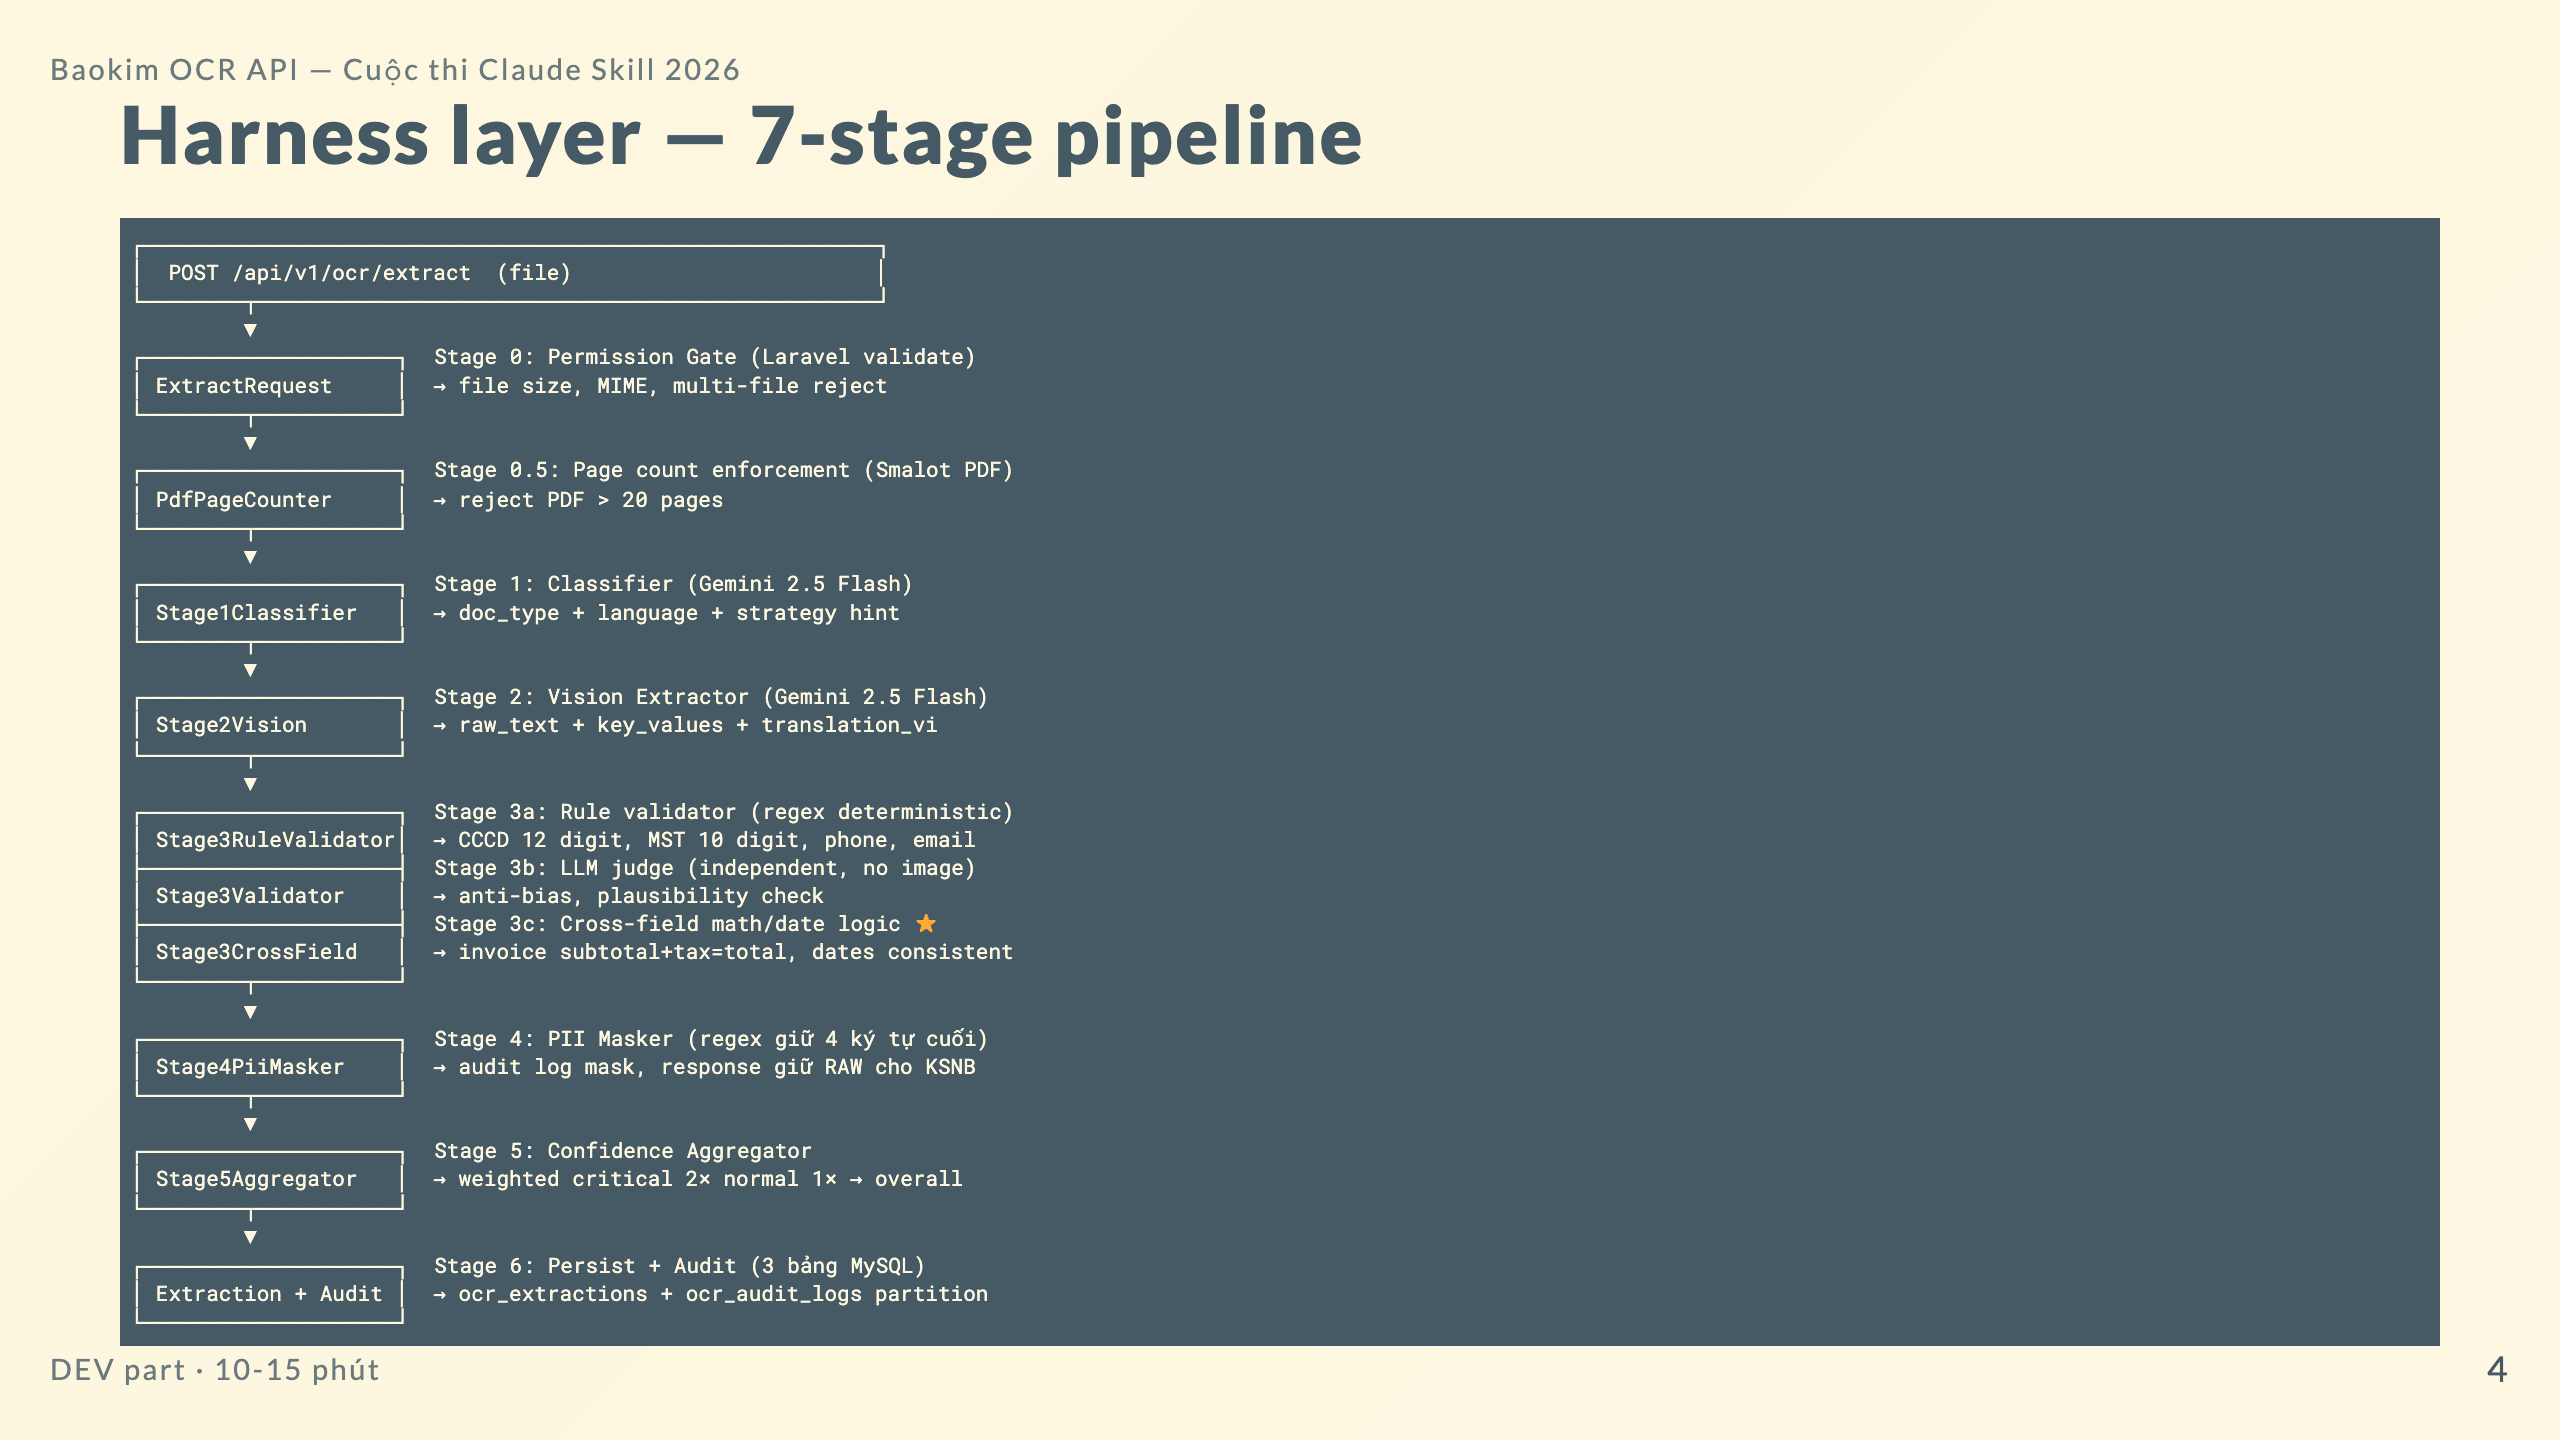 Baokim OCR API — Cuộc thi Claude Skill 2026
Harness layer — 7-stage pipeline
POST /api/v1/ocr/extract (file)
▼
Stage 0: Permission Gate (Laravel validate)
ExtractRequest → file size, MIME, multi-file reject
▼
Stage 0.5: Page count enforcement (Smalot PDF)
PdfPageCounter → reject PDF > 20 pages
▼
Stage 1: Classifier (Gemini 2.5 Flash)
Stage1Classifier → doc_type + language + strategy hint
▼
Stage 2: Vision Extractor (Gemini 2.5 Flash)
Stage2Vision → raw_text + key_values + translation_vi
▼
Stage 3a: Rule validator (regex deterministic)
Stage3RuleValidator → CCCD 12 digit, MST 10 digit, phone, email
Stage 3b: LLM judge (independent, no image)
Stage3Validator → anti-bias, plausibility check
Stage 3c: Cross-field math/date logic ⭐
Stage3CrossField → invoice subtotal+tax=total, dates consistent
▼
Stage 4: PII Masker (regex giữ 4 ký tự cuối)
Stage4PiiMasker → audit log mask, response giữ RAW cho KSNB
▼
Stage 5: Confidence Aggregator
Stage5Aggregator → weighted critical 2× normal 1× → overall
▼
Stage 6: Persist + Audit (3 bảng MySQL)
Extraction + Audit → ocr_extractions + ocr_audit_logs partition
DEV part · 10-15 phút
4